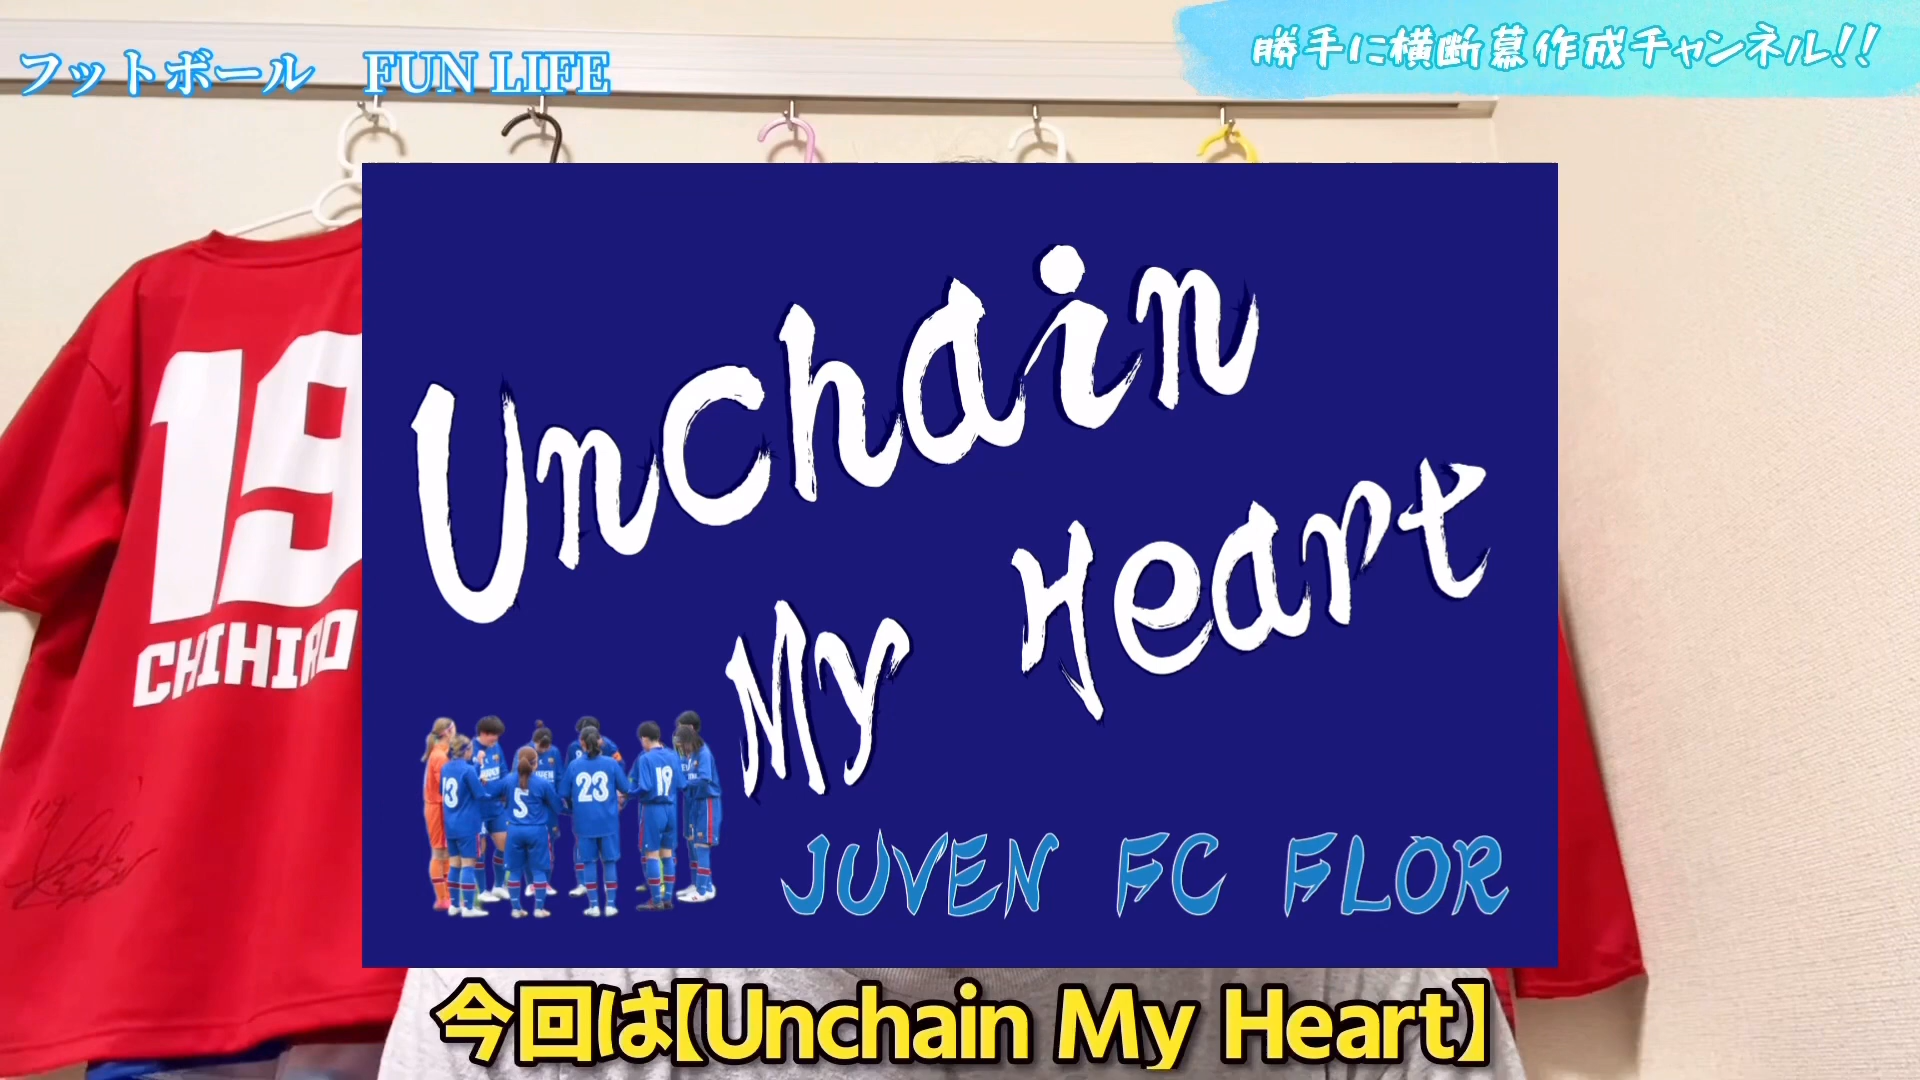 フットボール　FUN LIFE
勝手に横断幕作成チャンネル!!
19
CHIHIRO
Unchain
My Heart
13
5
23
19
JUVEN FC FLOR
今回は【Unchain My Heart】